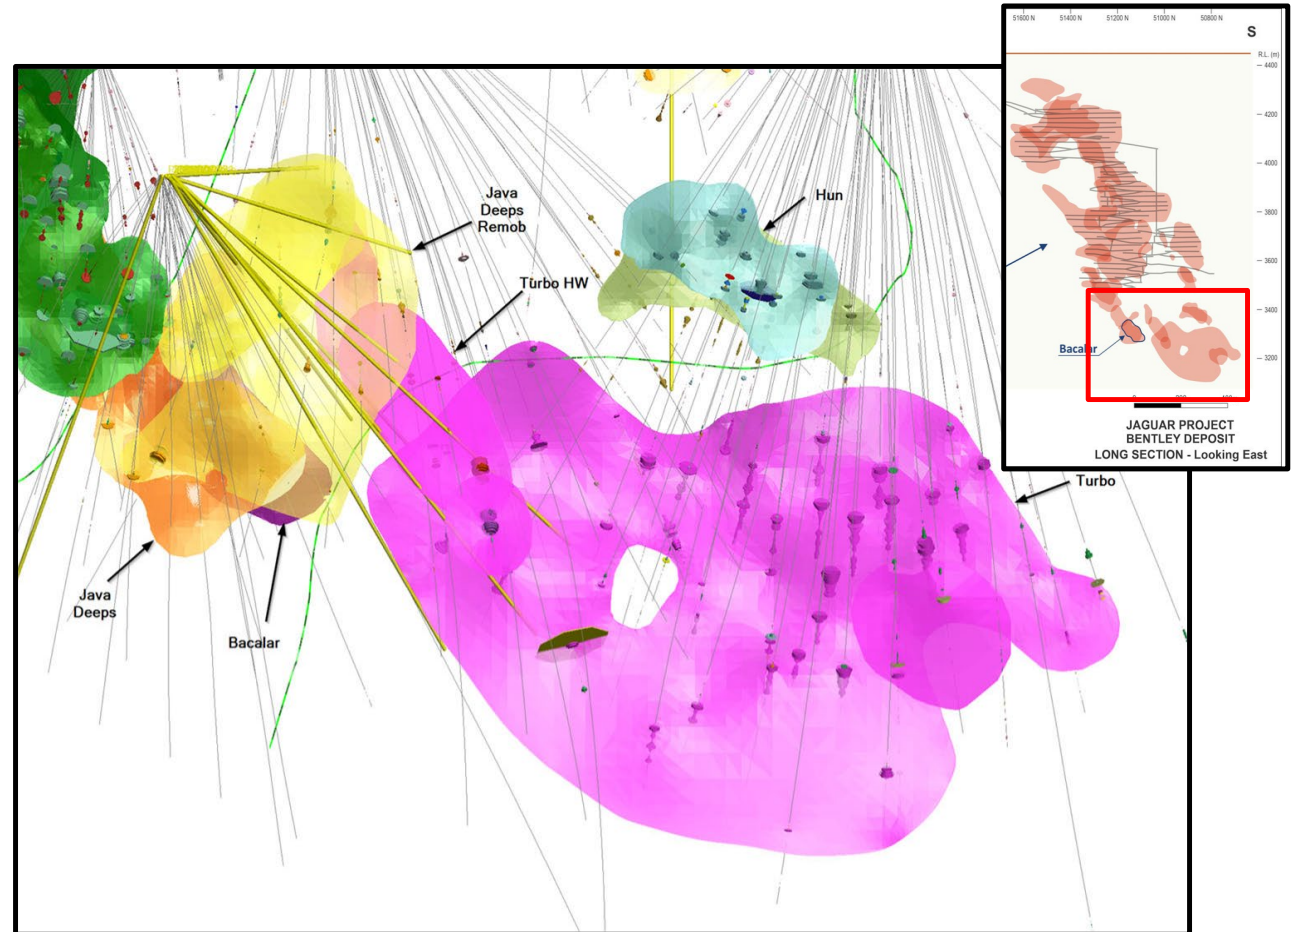 51600 N 51400 N 51200 N 51000 N 50800 N
S
R.L. (m)
4400
4200
4000
3800
3600
3400
3200
Bacalar
JAGUAR PROJECT
BENTLEY DEPOSIT
LONG SECTION - Looking East
Java
Deeps
Remob
Hun
Turbo HW
Turbo
Java
Deeps
Bacalar